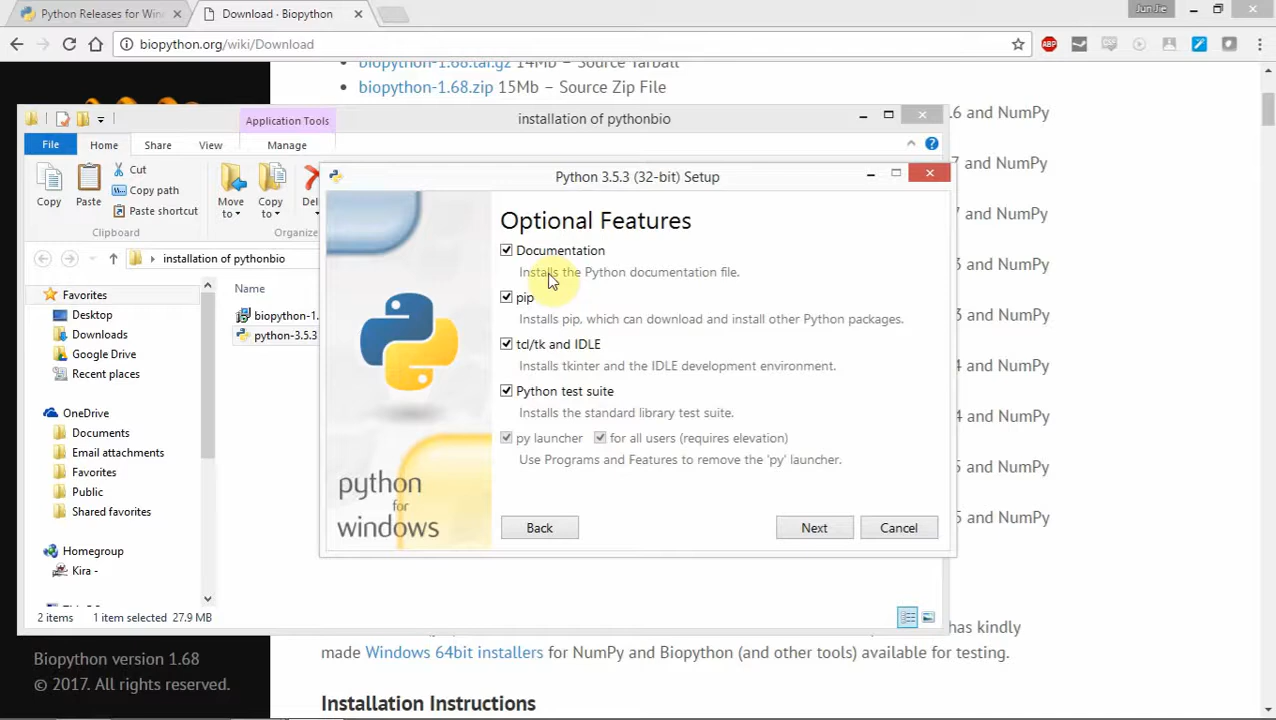 Python Releases for Win
Download · Biopython
Jun Jie
biopython.org/wiki/Download
ABP
biopython-1.68.tar.gz 14Mb – Source Tarball
biopython-1.68.zip 15Mb – Source Zip File
.6 and NumPy
7 and NumPy
7 and NumPy
3 and NumPy
3 and NumPy
4 and NumPy
4 and NumPy
5 and NumPy
5 and NumPy
Application Tools
installation of pythonbio
File
Home
Share
View
Manage
Copy
Paste
Cut
Copy path
Paste shortcut
Move to
Copy to
Del
Clipboard
Organize
installation of pythonbio
Favorites
Desktop
Downloads
Google Drive
Recent places
OneDrive
Documents
Email attachments
Favorites
Public
Shared favorites
Homegroup
Kira -
Name
biopython-1.
python-3.5.3
2 items
1 item selected 27.9 MB
Python 3.5.3 (32-bit) Setup
Optional Features
Documentation
Installs the Python documentation file.
pip
Installs pip, which can download and install other Python packages.
tcl/tk and IDLE
Installs tkinter and the IDLE development environment.
Python test suite
Installs the standard library test suite.
py launcher
for all users (requires elevation)
Use Programs and Features to remove the 'py' launcher.
Back
Next
Cancel
python
for
windows
has kindly
made Windows 64bit installers for NumPy and Biopython (and other tools) available for testing.
Installation Instructions
Biopython version 1.68
© 2017. All rights reserved.